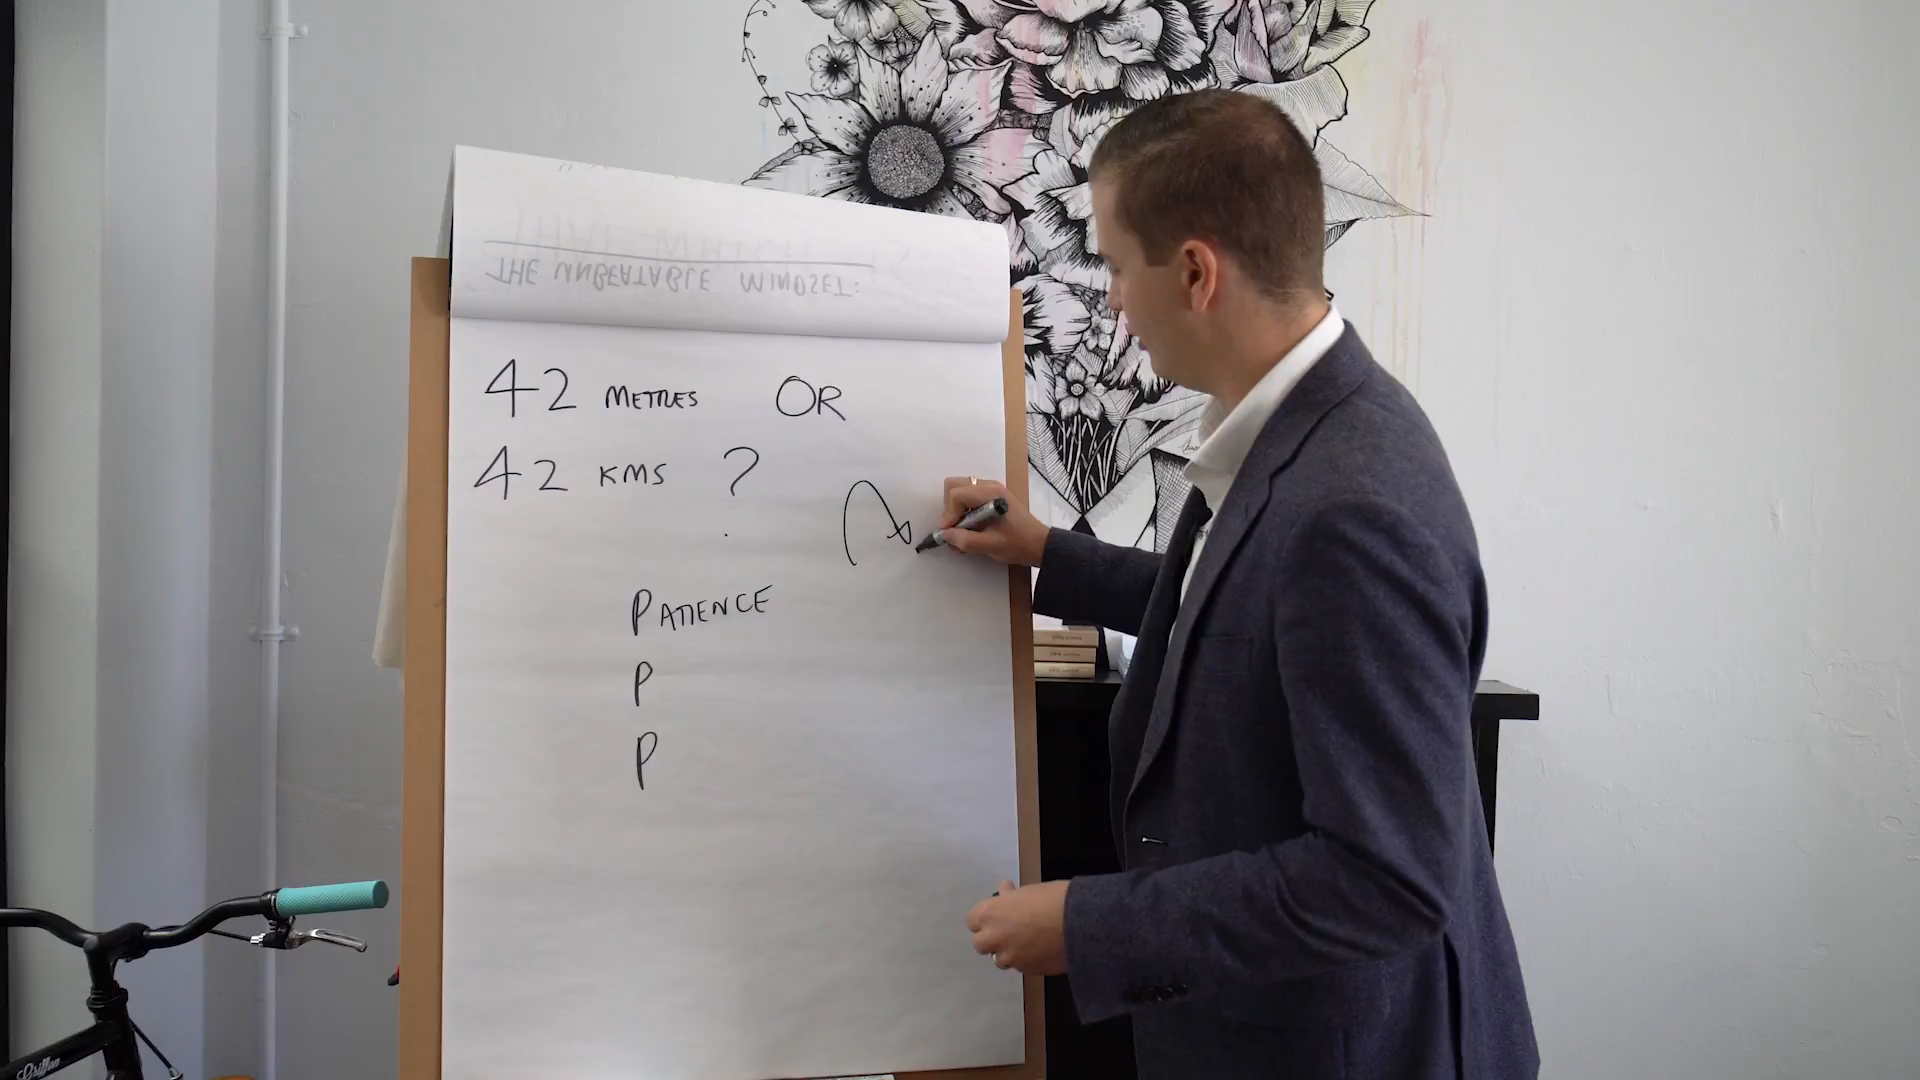 THE UNBEATABLE MINDSET:
42 METRES OR
42 KMS ?
PATIENCE
P
P